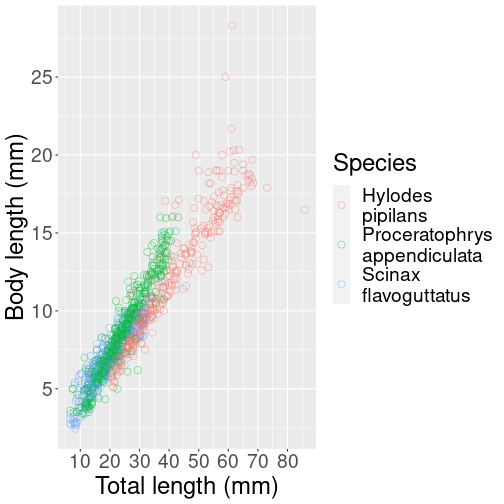 Body length (mm)
25
20
15
10
5
10 20 30 40 50 60 70 80
Total length (mm)
Species
Hylodes
pipilans
Proceratophrys
appendiculata
Scinax
flavoguttatus